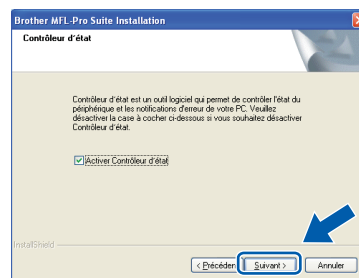 Brother MFL-Pro Suite Installation
Contrôleur d'état
Contrôleur d'état est un outil logiciel qui permet de contrôler l'état du
périphérique et les notifications d'erreur de votre PC. Veuillez
désactiver la case à cocher ci-dessous si vous souhaitez désactiver
Contrôleur d'état.
Activer Contrôleur d'état
InstallShield
< Précéden Suivant > Annuler